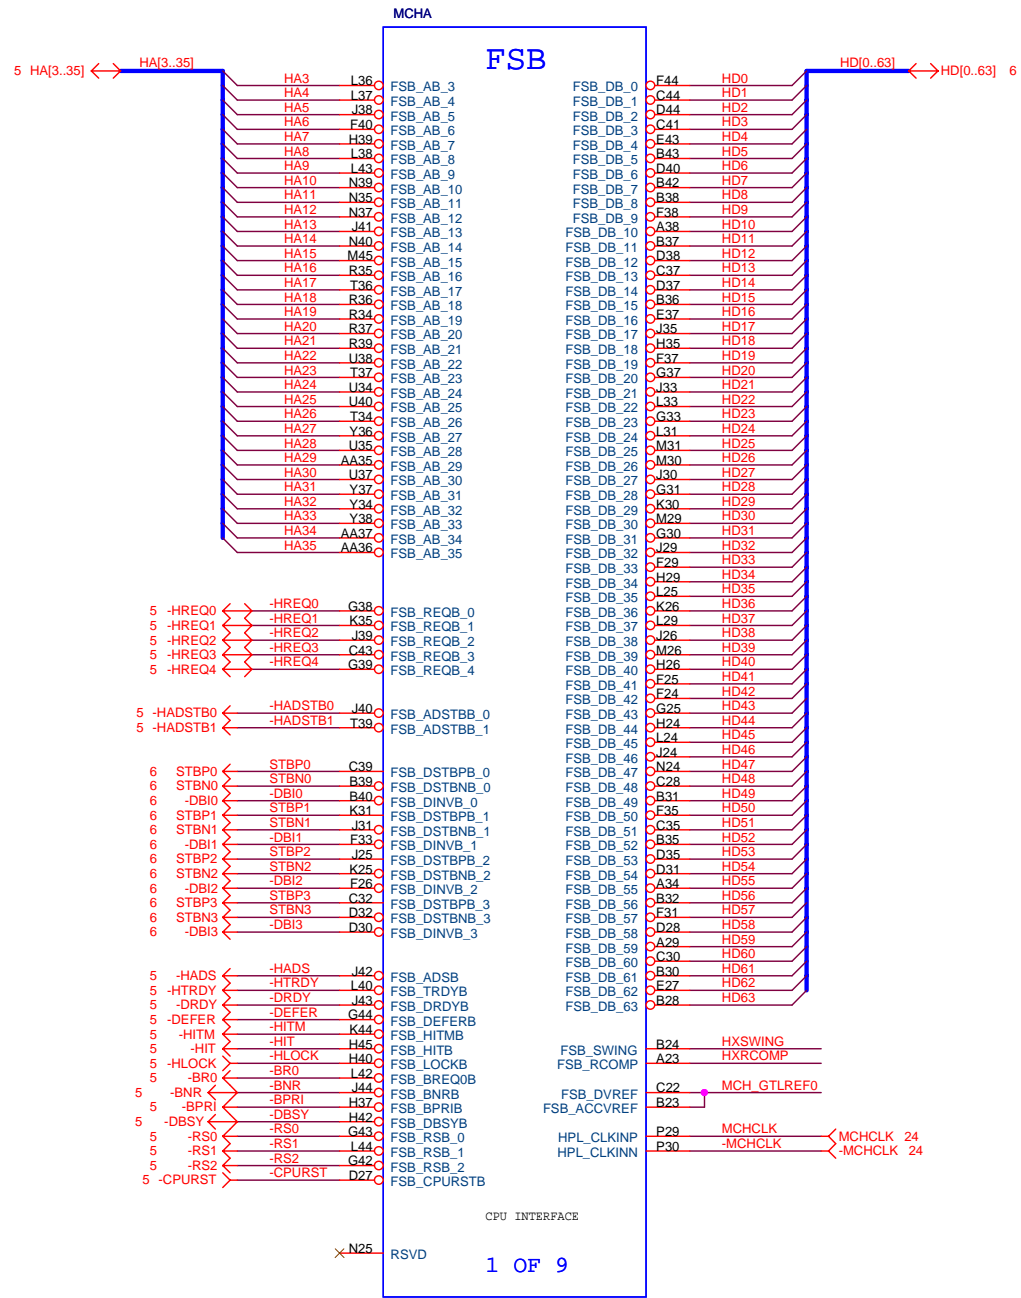 MCHA
FSB
5 HA[3..35] HA[3..35] HD[0..63] HD[0..63] 6
HA3 L36 FSB_AB_3 FSB_DB_0 F44 HD0
HA4 L37 FSB_AB_4 FSB_DB_1 C44 HD1
HA5 J38 FSB_AB_5 FSB_DB_2 D44 HD2
HA6 F40 FSB_AB_6 FSB_DB_3 C41 HD3
HA7 H39 FSB_AB_7 FSB_DB_4 E43 HD4
HA8 L38 FSB_AB_8 FSB_DB_5 B43 HD5
HA9 L43 FSB_AB_9 FSB_DB_6 D40 HD6
HA10 N39 FSB_AB_10 FSB_DB_7 B42 HD7
HA11 N35 FSB_AB_11 FSB_DB_8 B38 HD8
HA12 N37 FSB_AB_12 FSB_DB_9 F38 HD9
HA13 J41 FSB_AB_13 FSB_DB_10 A38 HD10
HA14 N40 FSB_AB_14 FSB_DB_11 B37 HD11
HA15 M45 FSB_AB_15 FSB_DB_12 D38 HD12
HA16 R35 FSB_AB_16 FSB_DB_13 C37 HD13
HA17 T36 FSB_AB_17 FSB_DB_14 D37 HD14
HA18 R36 FSB_AB_18 FSB_DB_15 B36 HD15
HA19 R34 FSB_AB_19 FSB_DB_16 E37 HD16
HA20 R37 FSB_AB_20 FSB_DB_17 J35 HD17
HA21 R39 FSB_AB_21 FSB_DB_18 H35 HD18
HA22 U38 FSB_AB_22 FSB_DB_19 F37 HD19
HA23 T37 FSB_AB_23 FSB_DB_20 G37 HD20
HA24 U34 FSB_AB_24 FSB_DB_21 J33 HD21
HA25 U40 FSB_AB_25 FSB_DB_22 L33 HD22
HA26 T34 FSB_AB_26 FSB_DB_23 G33 HD23
HA27 Y36 FSB_AB_27 FSB_DB_24 L31 HD24
HA28 U35 FSB_AB_28 FSB_DB_25 M31 HD25
HA29 AA35 FSB_AB_29 FSB_DB_26 M30 HD26
HA30 U37 FSB_AB_30 FSB_DB_27 J30 HD27
HA31 Y37 FSB_AB_31 FSB_DB_28 G31 HD28
HA32 Y34 FSB_AB_32 FSB_DB_29 K30 HD29
HA33 Y38 FSB_AB_33 FSB_DB_30 M29 HD30
HA34 AA37 FSB_AB_34 FSB_DB_31 G30 HD31
HA35 AA36 FSB_AB_35 FSB_DB_32 J29 HD32
FSB_DB_33 F29 HD33
FSB_DB_34 H29 HD34
FSB_DB_35 L25 HD35
5 -HREQ0 -HREQ0 G38 FSB_REQB_0 FSB_DB_36 K26 HD36
5 -HREQ1 -HREQ1 K35 FSB_REQB_1 FSB_DB_37 L29 HD37
5 -HREQ2 -HREQ2 J39 FSB_REQB_2 FSB_DB_38 J26 HD38
5 -HREQ3 -HREQ3 C43 FSB_REQB_3 FSB_DB_39 M26 HD39
5 -HREQ4 -HREQ4 G39 FSB_REQB_4 FSB_DB_40 H26 HD40
FSB_DB_41 F25 HD41
FSB_DB_42 F24 HD42
5 -HADSTB0 -HADSTB0 J40 FSB_ADSTBB_0 FSB_DB_43 G25 HD43
5 -HADSTB1 -HADSTB1 T39 FSB_ADSTBB_1 FSB_DB_44 H24 HD44
FSB_DB_45 L24 HD45
FSB_DB_46 J24 HD46
6 STBP0 STBP0 C39 FSB_DSTBPB_0 FSB_DB_47 N24 HD47
6 STBN0 STBN0 B39 FSB_DSTBNB_0 FSB_DB_48 C28 HD48
6 -DBI0 -DBI0 B40 FSB_DINVB_0 FSB_DB_49 B31 HD49
6 STBP1 STBP1 K31 FSB_DSTBPB_1 FSB_DB_50 F35 HD50
6 STBN1 STBN1 J31 FSB_DSTBNB_1 FSB_DB_51 C35 HD51
6 -DBI1 -DBI1 F33 FSB_DINVB_1 FSB_DB_52 B35 HD52
6 STBP2 STBP2 J25 FSB_DSTBPB_2 FSB_DB_53 D35 HD53
6 STBN2 STBN2 K25 FSB_DSTBNB_2 FSB_DB_54 D31 HD54
6 -DBI2 -DBI2 F26 FSB_DINVB_2 FSB_DB_55 A34 HD55
6 STBP3 STBP3 C32 FSB_DSTBPB_3 FSB_DB_56 B32 HD56
6 STBN3 STBN3 D32 FSB_DSTBNB_3 FSB_DB_57 F31 HD57
6 -DBI3 -DBI3 D30 FSB_DINVB_3 FSB_DB_58 D28 HD58
FSB_DB_59 A29 HD59
FSB_DB_60 C30 HD60
5 -HADS -HADS J42 FSB_ADSB FSB_DB_61 B30 HD61
5 -HTRDY -HTRDY L40 FSB_TRDYB FSB_DB_62 E27 HD62
5 -DRDY -DRDY J43 FSB_DRDYB FSB_DB_63 B28 HD63
5 -DEFER -DEFER G44 FSB_DEFERB
5 -HITM -HITM K44 FSB_HITMB
5 -HIT -HIT H45 FSB_HITB FSB_SWING B24 HXSWING
5 -HLOCK -HLOCK H40 FSB_LOCKB FSB_RCOMP A23 HXRCOMP
5 -BR0 -BR0 L42 FSB_BREQ0B
5 -BNR -BNR J44 FSB_BNRB FSB_DVREF C22 MCH_GTLREF0
5 -BPRI -BPRI H37 FSB_BPRIB FSB_ACCVREF B23
5 -DBSY -DBSY H42 FSB_DBSYB
5 -RS0 -RS0 G43 FSB_RSB_0 HPL_CLKINP P29 MCHCLK MCHCLK 24
5 -RS1 -RS1 L44 FSB_RSB_1 HPL_CLKINN P30 -MCHCLK -MCHCLK 24
5 -RS2 -RS2 G42 FSB_RSB_2
5 -CPURST -CPURST D27 FSB_CPURSTB
CPU INTERFACE
N25 RSVD
1 OF 9